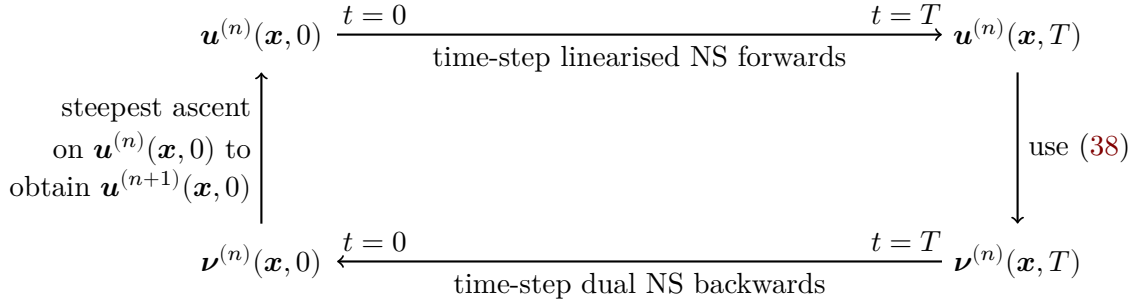 t = 0 t = T
𝒖⁽ⁿ⁾(𝒙, 0) 𝒖⁽ⁿ⁾(𝒙, T)
time-step linearised NS forwards
steepest ascent
on 𝒖⁽ⁿ⁾(𝒙, 0) to
obtain 𝒖⁽ⁿ⁺¹⁾(𝒙, 0)
use (38)
t = 0 t = T
𝝂⁽ⁿ⁾(𝒙, 0) 𝝂⁽ⁿ⁾(𝒙, T)
time-step dual NS backwards